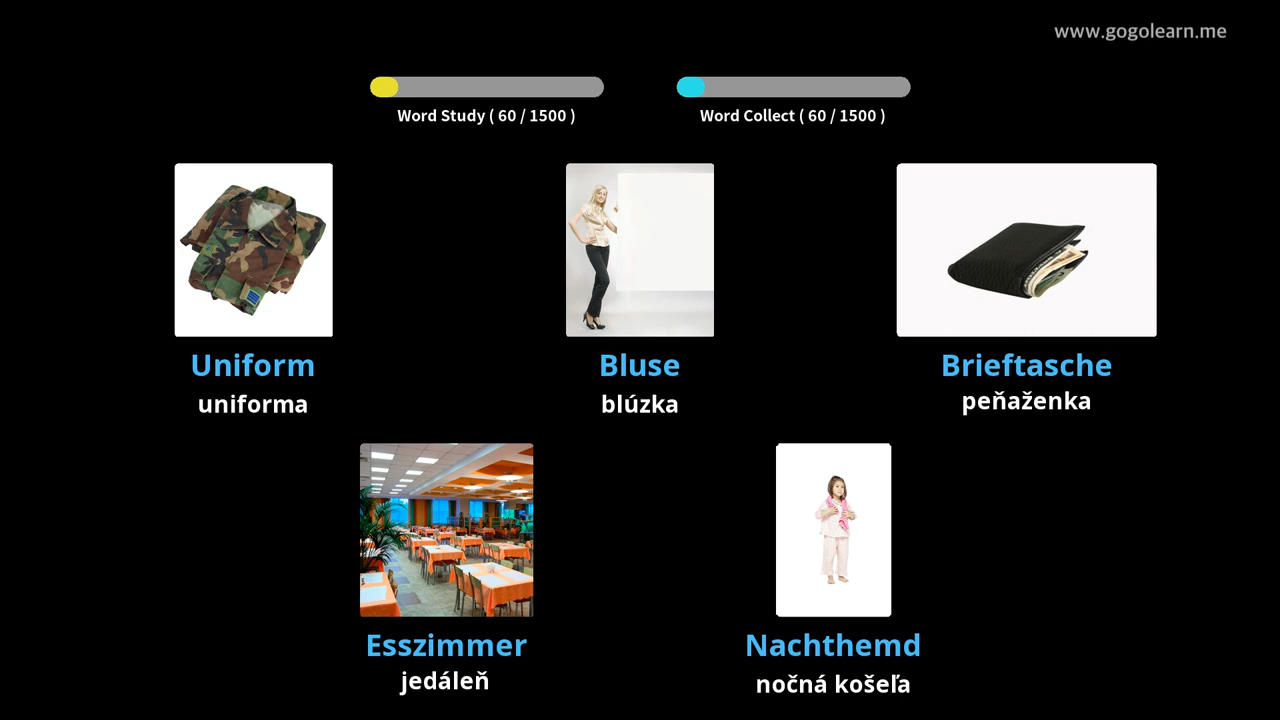 www.gogolearn.me
Word Study ( 60 / 1500 )
Word Collect ( 60 / 1500 )
Uniform
uniforma
Bluse
blúzka
Brieftasche
peňaženka
Esszimmer
jedáleň
Nachthemd
nočná košeľa